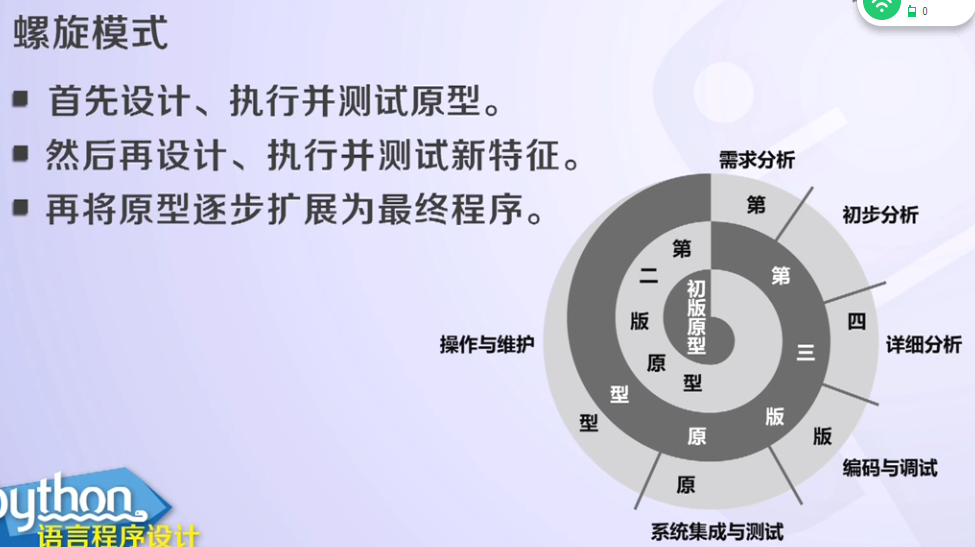 0
螺旋模式
■ 首先设计、执行并测试原型。
■ 然后再设计、执行并测试新特征。
■ 再将原型逐步扩展为最终程序。
需求分析
初步分析
详细分析
编码与调试
系统集成与测试
操作与维护
初版原型
第二版原型
第三版原型
第四版原型
python
语言程序设计